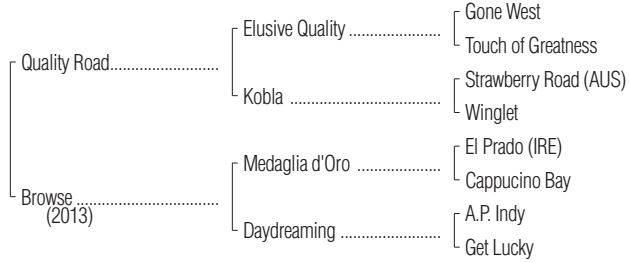 Gone West
Elusive Quality
Touch of Greatness
Quality Road
Strawberry Road (AUS)
Kobla
Winglet
El Prado (IRE)
Medaglia d'Oro
Cappucino Bay
Browse
(2013)
A.P. Indy
Daydreaming
Get Lucky